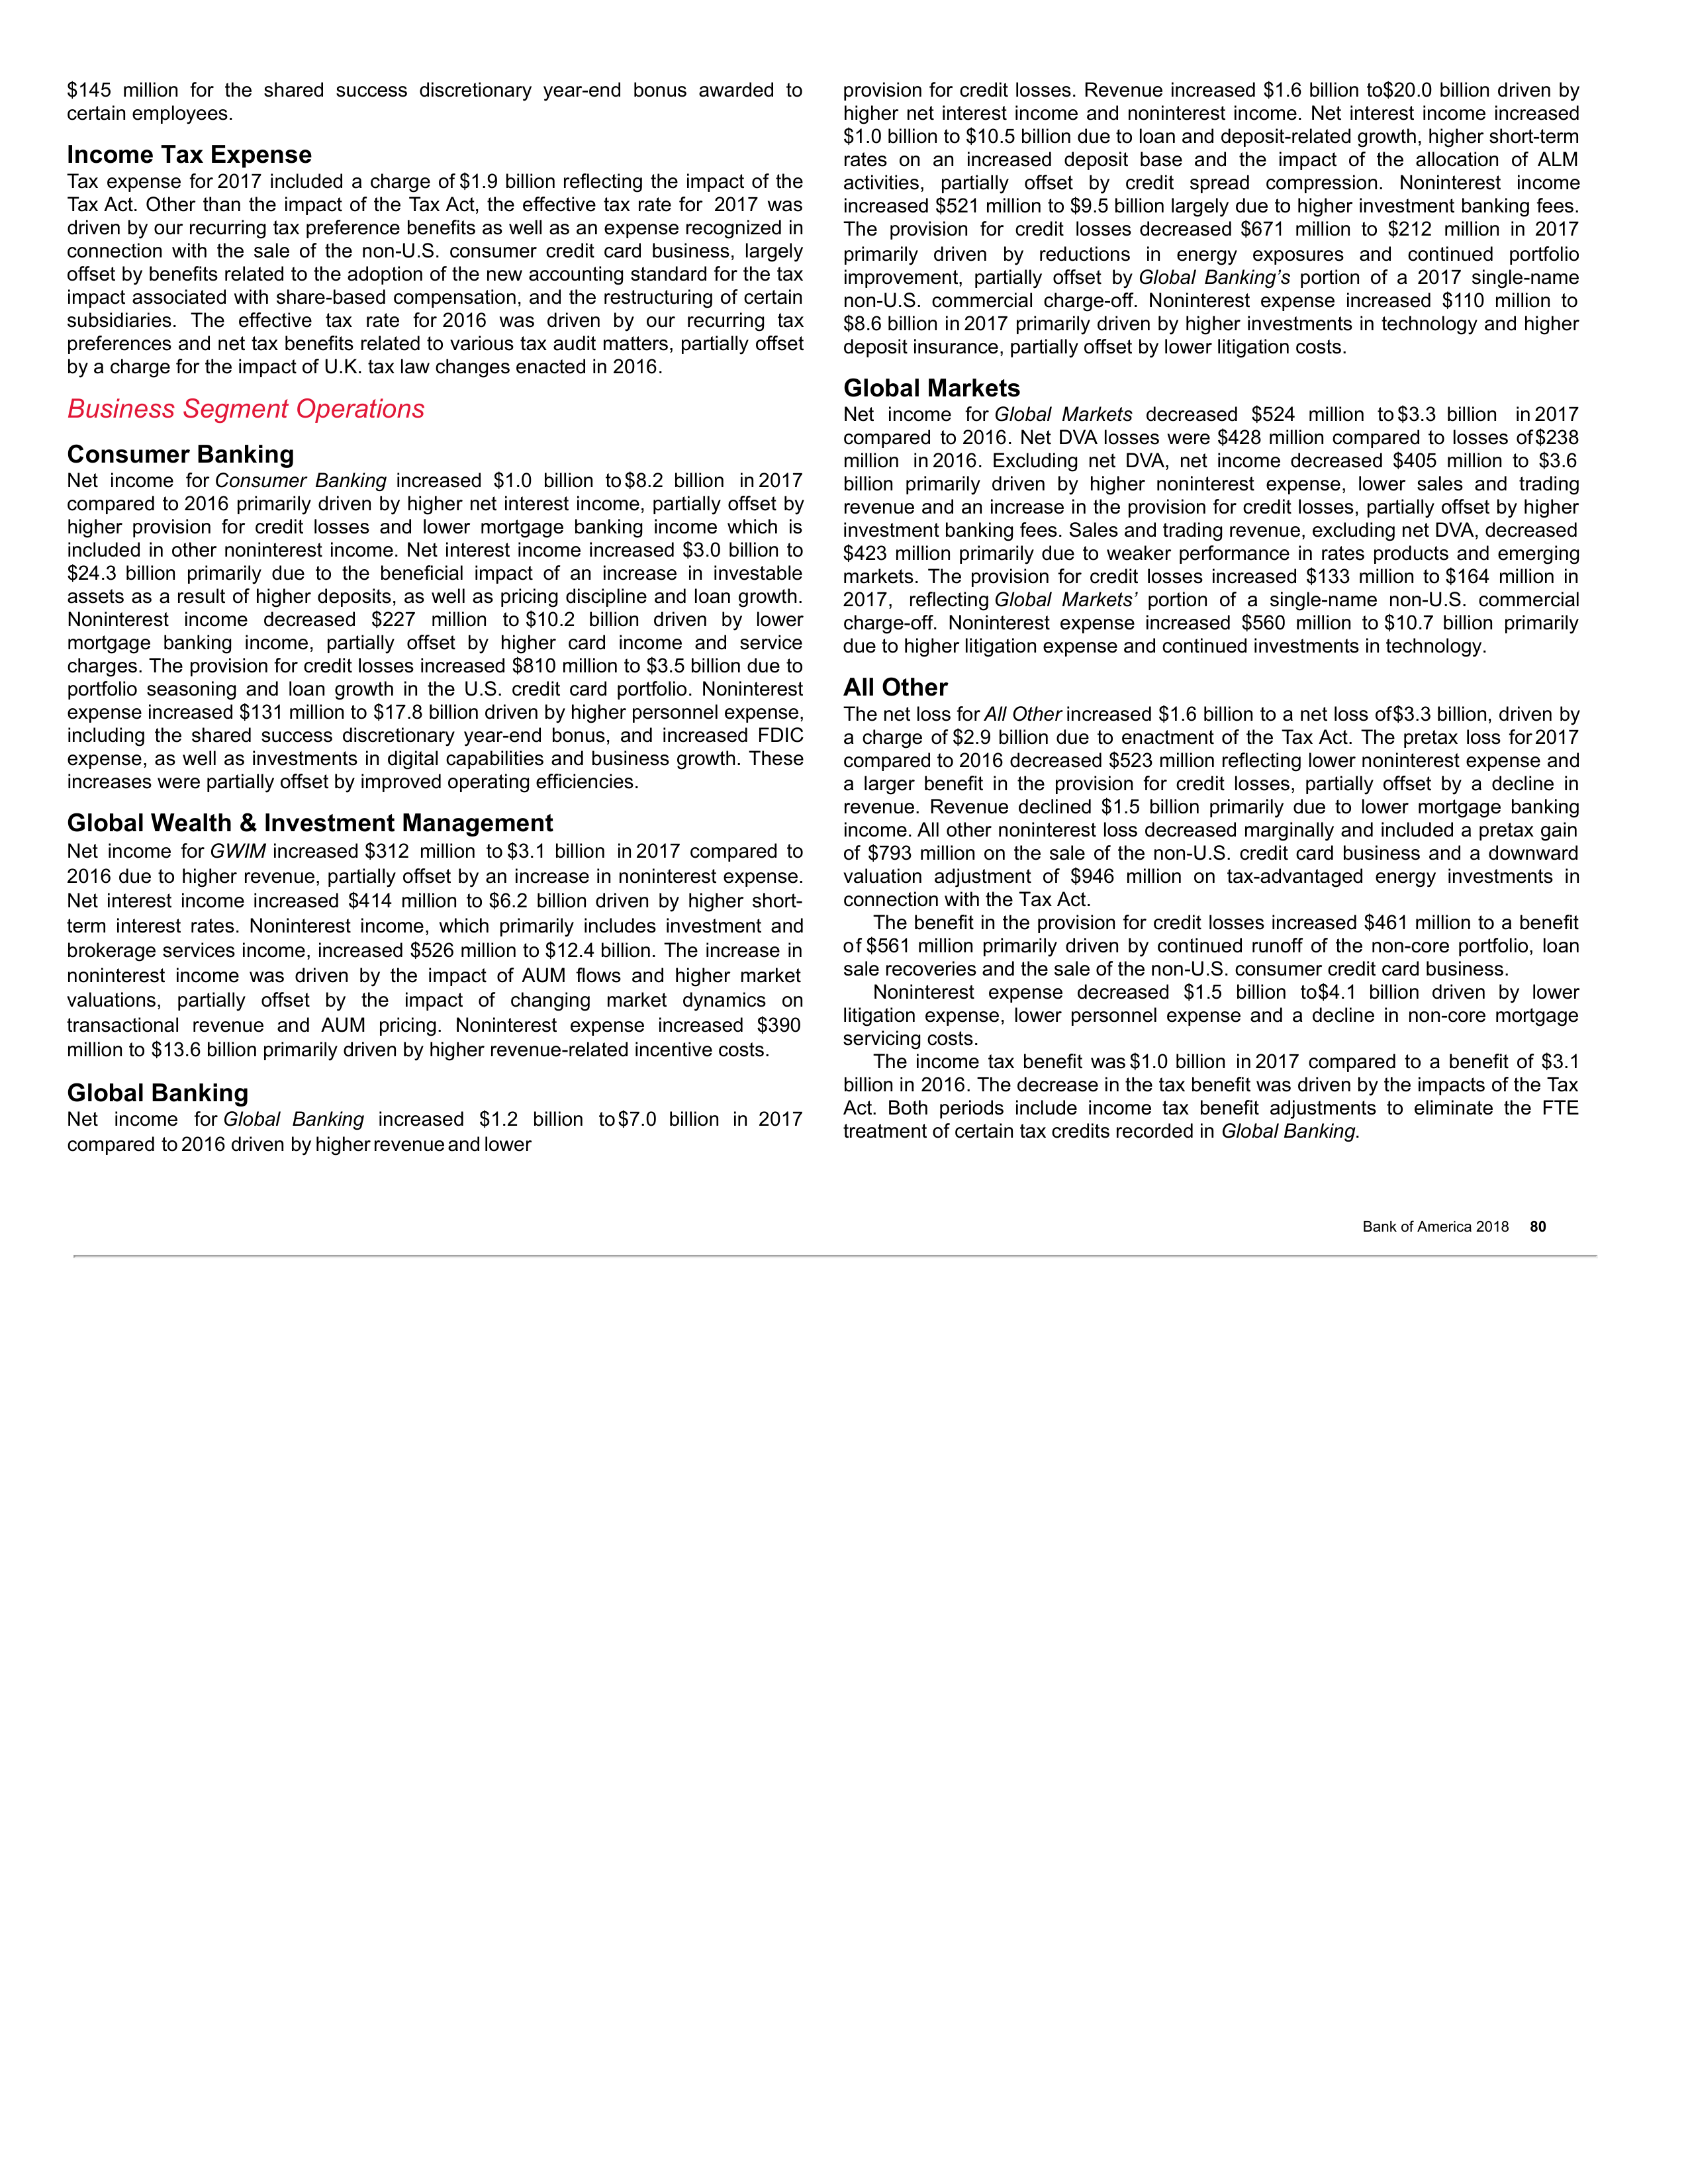 $145 million for the shared success discretionary year-end bonus awarded to
certain employees.
Income Tax Expense
Tax expense for 2017 included a charge of $1.9 billion reflecting the impact of the
Tax Act. Other than the impact of the Tax Act, the effective tax rate for 2017 was
driven by our recurring tax preference benefits as well as an expense recognized in
connection with the sale of the non-U.S. consumer credit card business, largely
offset by benefits related to the adoption of the new accounting standard for the tax
impact associated with share-based compensation, and the restructuring of certain
subsidiaries. The effective tax rate for 2016 was driven by our recurring tax
preferences and net tax benefits related to various tax audit matters, partially offset
by a charge for the impact of U.K. tax law changes enacted in 2016.
Business Segment Operations
Consumer Banking
Net income for Consumer Banking increased $1.0 billion to $8.2 billion in 2017
compared to 2016 primarily driven by higher net interest income, partially offset by
higher provision for credit losses and lower mortgage banking income which is
included in other noninterest income. Net interest income increased $3.0 billion to
$24.3 billion primarily due to the beneficial impact of an increase in investable
assets as a result of higher deposits, as well as pricing discipline and loan growth.
Noninterest income decreased $227 million to $10.2 billion driven by lower
mortgage banking income, partially offset by higher card income and service
charges. The provision for credit losses increased $810 million to $3.5 billion due to
portfolio seasoning and loan growth in the U.S. credit card portfolio. Noninterest
expense increased $131 million to $17.8 billion driven by higher personnel expense,
including the shared success discretionary year-end bonus, and increased FDIC
expense, as well as investments in digital capabilities and business growth. These
increases were partially offset by improved operating efficiencies.
Global Wealth & Investment Management
Net income for GWIM increased $312 million to $3.1 billion in 2017 compared to
2016 due to higher revenue, partially offset by an increase in noninterest expense.
Net interest income increased $414 million to $6.2 billion driven by higher short-
term interest rates. Noninterest income, which primarily includes investment and
brokerage services income, increased $526 million to $12.4 billion. The increase in
noninterest income was driven by the impact of AUM flows and higher market
valuations, partially offset by the impact of changing market dynamics on
transactional revenue and AUM pricing. Noninterest expense increased $390
million to $13.6 billion primarily driven by higher revenue-related incentive costs.
Global Banking
Net income for Global Banking increased $1.2 billion to $7.0 billion in 2017
compared to 2016 driven by higher revenue and lower
provision for credit losses. Revenue increased $1.6 billion to$20.0 billion driven by
higher net interest income and noninterest income. Net interest income increased
$1.0 billion to $10.5 billion due to loan and deposit-related growth, higher short-term
rates on an increased deposit base and the impact of the allocation of ALM
activities, partially offset by credit spread compression. Noninterest income
increased $521 million to $9.5 billion largely due to higher investment banking fees.
The provision for credit losses decreased $671 million to $212 million in 2017
primarily driven by reductions in energy exposures and continued portfolio
improvement, partially offset by Global Banking’s portion of a 2017 single-name
non-U.S. commercial charge-off. Noninterest expense increased $110 million to
$8.6 billion in 2017 primarily driven by higher investments in technology and higher
deposit insurance, partially offset by lower litigation costs.
Global Markets
Net income for Global Markets decreased $524 million to $3.3 billion in 2017
compared to 2016. Net DVA losses were $428 million compared to losses of $238
million in 2016. Excluding net DVA, net income decreased $405 million to $3.6
billion primarily driven by higher noninterest expense, lower sales and trading
revenue and an increase in the provision for credit losses, partially offset by higher
investment banking fees. Sales and trading revenue, excluding net DVA, decreased
$423 million primarily due to weaker performance in rates products and emerging
markets. The provision for credit losses increased $133 million to $164 million in
2017, reflecting Global Markets’ portion of a single-name non-U.S. commercial
charge-off. Noninterest expense increased $560 million to $10.7 billion primarily
due to higher litigation expense and continued investments in technology.
All Other
The net loss for All Other increased $1.6 billion to a net loss of$3.3 billion, driven by
a charge of $2.9 billion due to enactment of the Tax Act. The pretax loss for 2017
compared to 2016 decreased $523 million reflecting lower noninterest expense and
a larger benefit in the provision for credit losses, partially offset by a decline in
revenue. Revenue declined $1.5 billion primarily due to lower mortgage banking
income. All other noninterest loss decreased marginally and included a pretax gain
of $793 million on the sale of the non-U.S. credit card business and a downward
valuation adjustment of $946 million on tax-advantaged energy investments in
connection with the Tax Act.
The benefit in the provision for credit losses increased $461 million to a benefit
of $561 million primarily driven by continued runoff of the non-core portfolio, loan
sale recoveries and the sale of the non-U.S. consumer credit card business.
Noninterest expense decreased $1.5 billion to$4.1 billion driven by lower
litigation expense, lower personnel expense and a decline in non-core mortgage
servicing costs.
The income tax benefit was $1.0 billion in 2017 compared to a benefit of $3.1
billion in 2016. The decrease in the tax benefit was driven by the impacts of the Tax
Act. Both periods include income tax benefit adjustments to eliminate the FTE
treatment of certain tax credits recorded in Global Banking.
Bank of America 2018 80